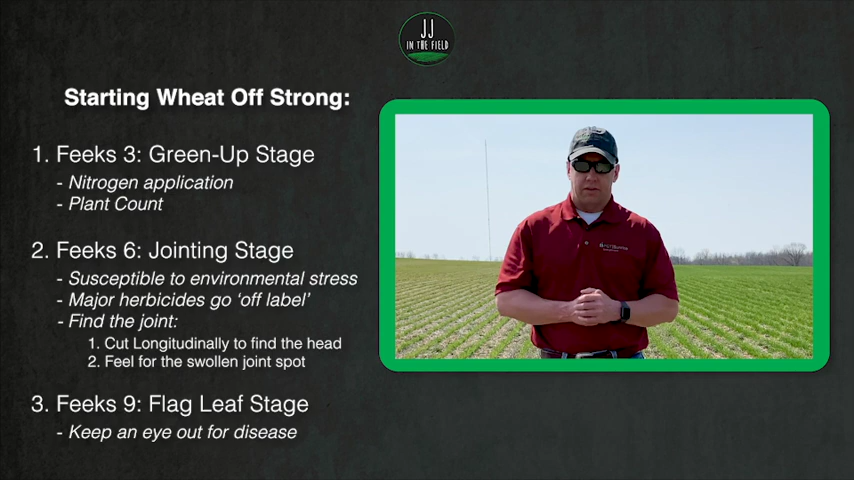 JJ
IN THE FIELD
Starting Wheat Off Strong:
1. Feeks 3: Green-Up Stage
- Nitrogen application
- Plant Count
2. Feeks 6: Jointing Stage
- Susceptible to environmental stress
- Major herbicides go ‘off label’
- Find the joint:
1. Cut Longitudinally to find the head
2. Feel for the swollen joint spot
3. Feeks 9: Flag Leaf Stage
- Keep an eye out for disease